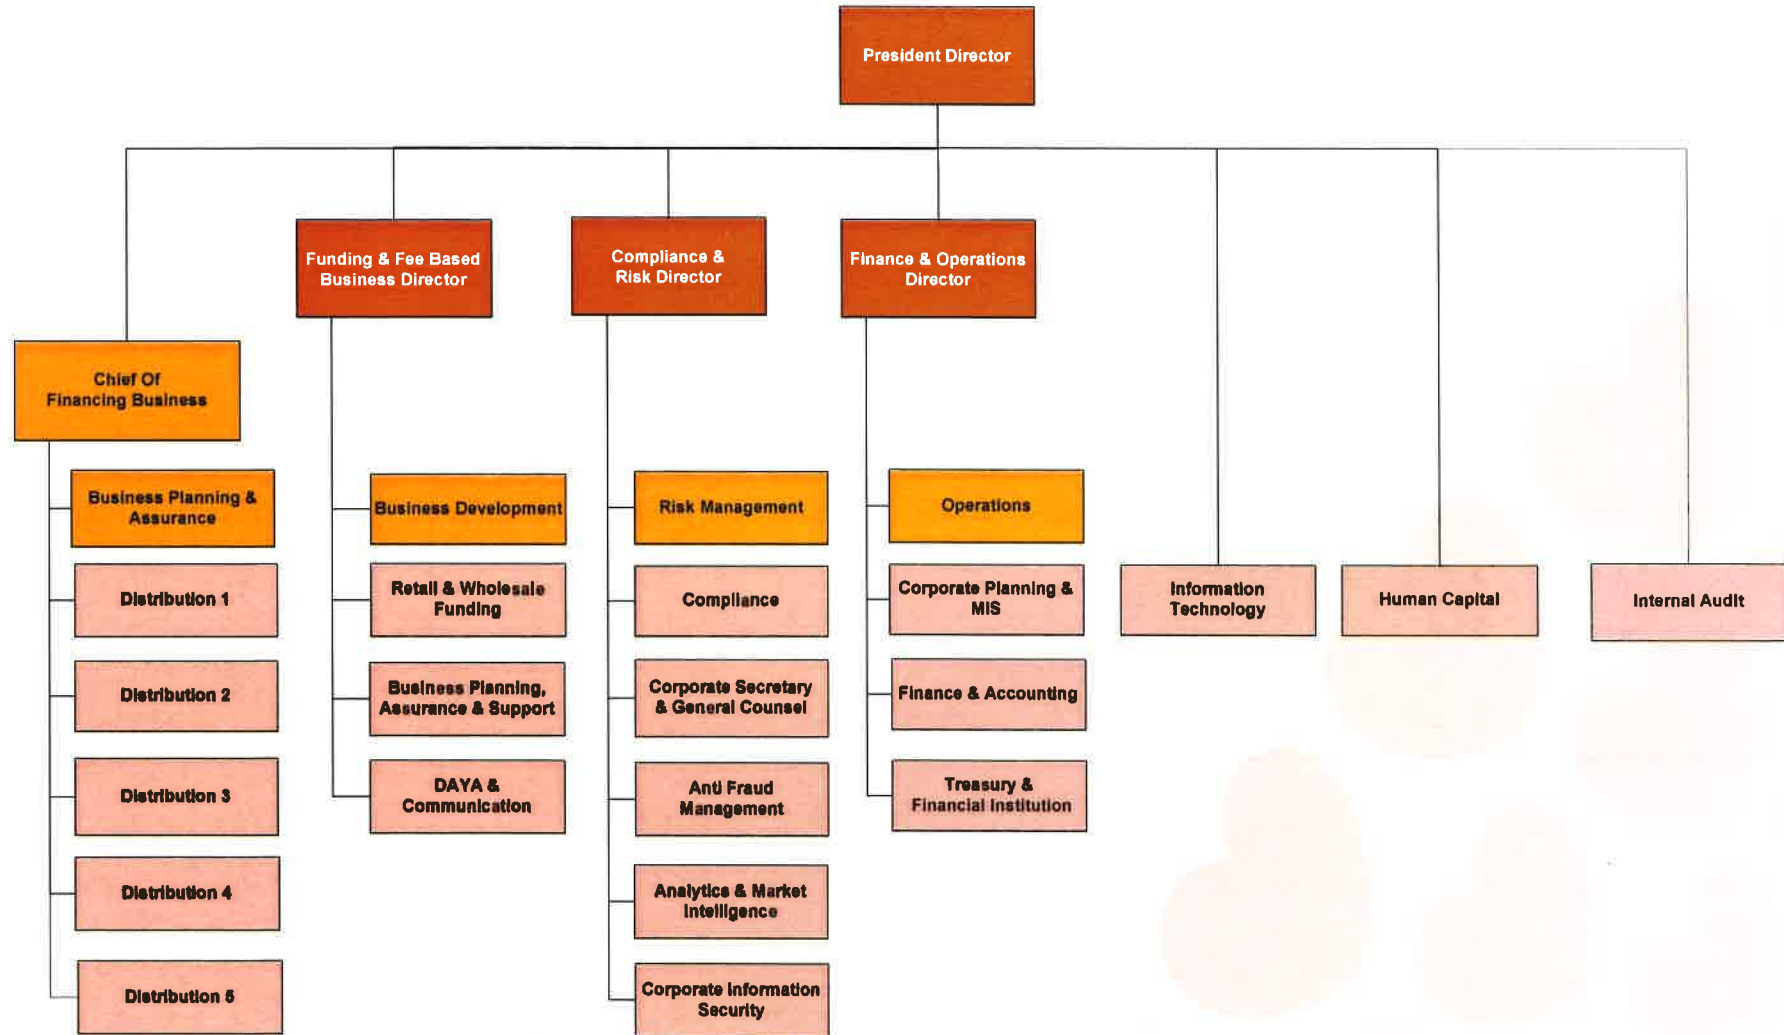 President Director
Funding & Fee Based
Business Director
Compliance &
Risk Director
Finance & Operations
Director
Chief Of
Financing Business
Business Planning &
Assurance
Distribution 1
Distribution 2
Distribution 3
Distribution 4
Distribution 5
Business Development
Retail & Wholesale
Funding
Business Planning,
Assurance & Support
DAYA &
Communication
Risk Management
Compliance
Corporate Secretary
& General Counsel
Anti Fraud
Management
Analytics & Market
Intelligence
Corporate Information
Security
Operations
Corporate Planning &
MIS
Finance & Accounting
Treasury &
Financial Institution
Information
Technology
Human Capital
Internal Audit